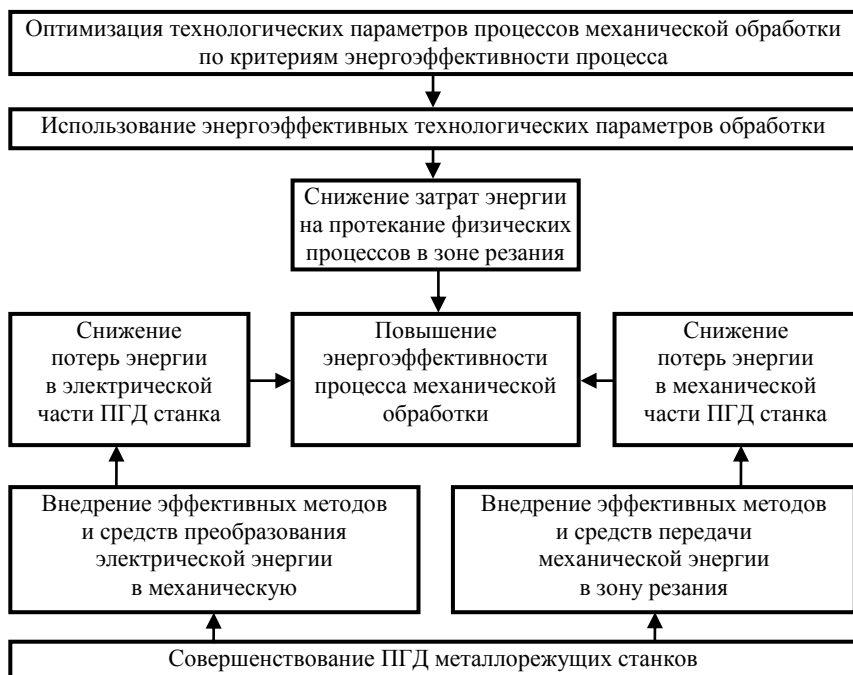 Оптимизация технологических параметров процессов механической обработки
по критериям энергоэффективности процесса
Использование энергоэффективных технологических параметров обработки
Снижение затрат энергии
на протекание физических
процессов в зоне резания
Снижение
потерь энергии
в электрической
части ПГД станка
Повышение
энергоэффективности
процесса механической
обработки
Снижение
потерь энергии
в механической
части ПГД станка
Внедрение эффективных методов
и средств преобразования
электрической энергии
в механическую
Внедрение эффективных методов
и средств передачи
механической энергии
в зону резания
Совершенствование ПГД металлорежущих станков